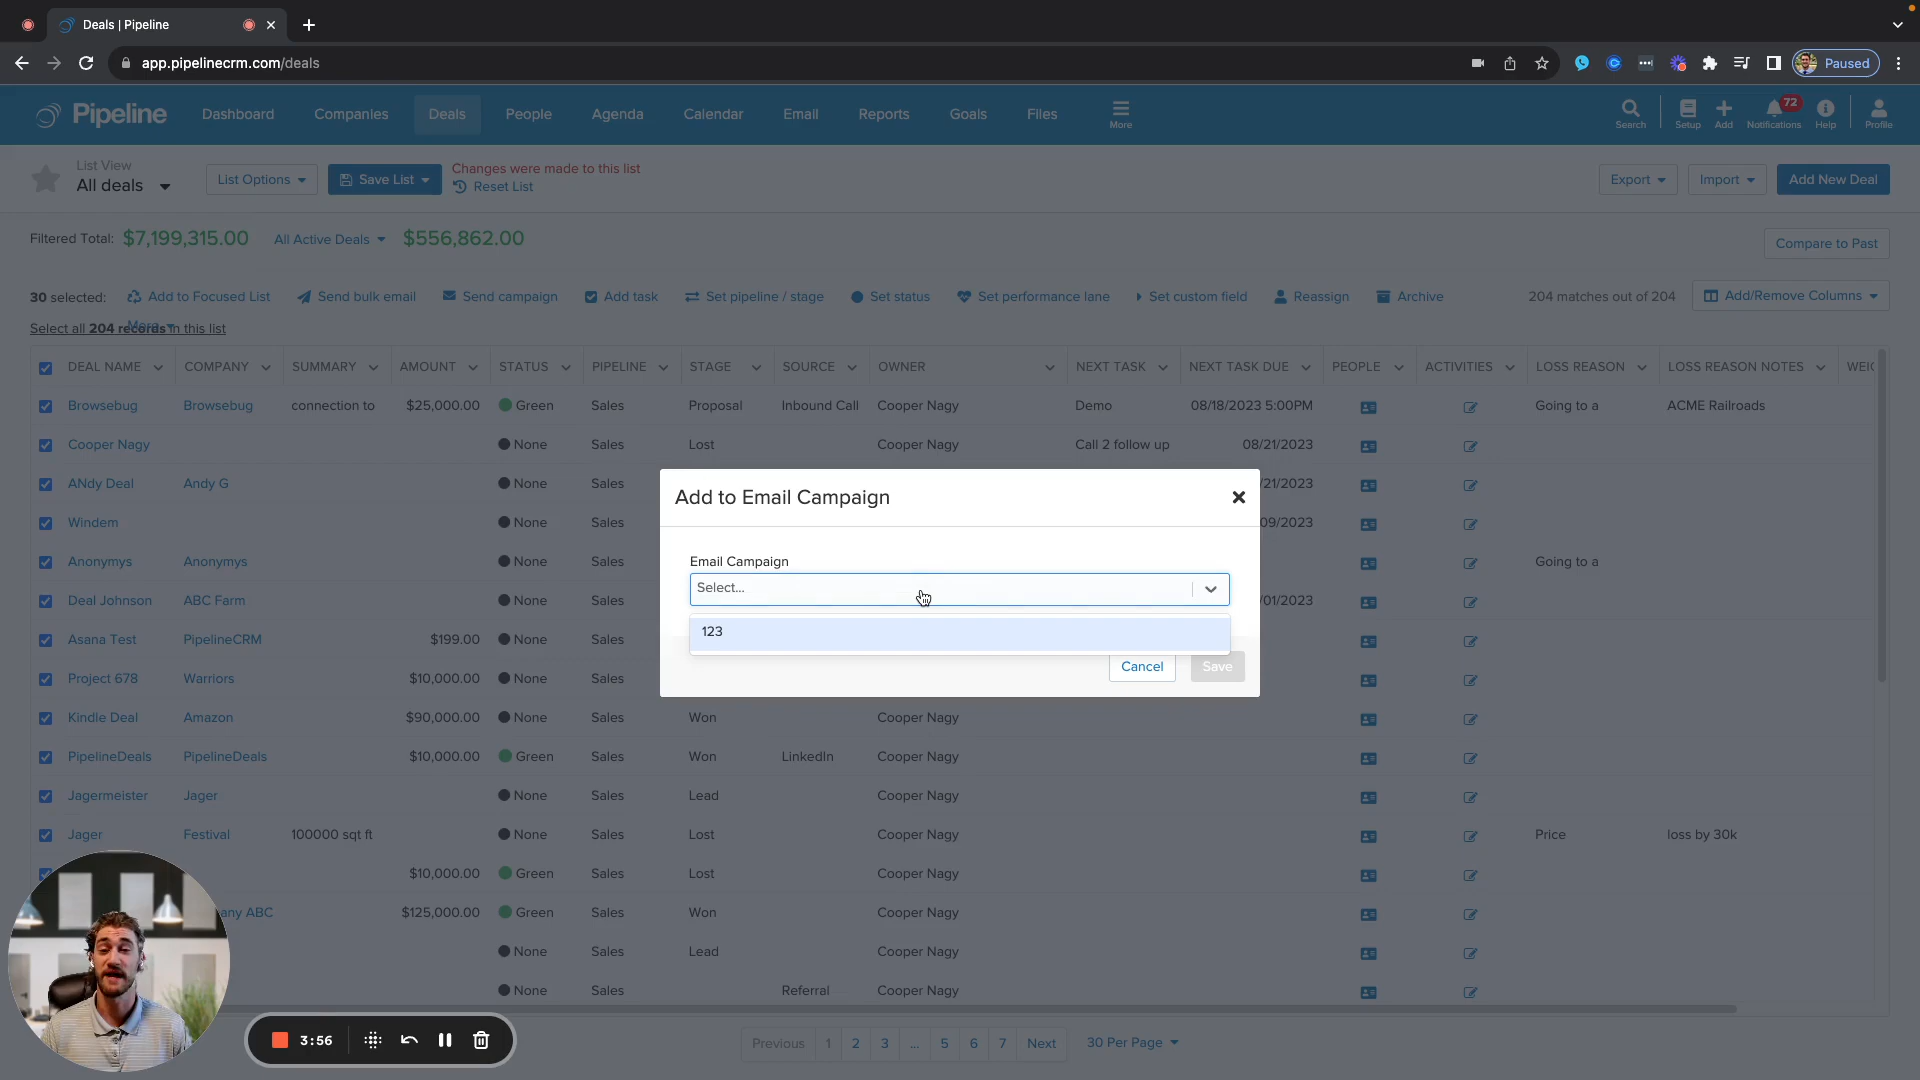 Deals | Pipeline
app.pipelinecrm.com/deals
Paused
Pipeline
Dashboard
Companies
Deals
People
Agenda
Calendar
Email
Reports
Goals
Files
More
Search
Setup
Add
72
Notifications
Help
Profile
List View
All deals
List Options
Save List
Changes were made to this list
Reset List
Export
Import
Add New Deal
Filtered Total: $7,199,315.00 All Active Deals $556,862.00
Compare to Past
30 selected: Add to Focused List Send bulk email Send campaign Add task Set pipeline / stage Set status Set performance lane Set custom field Reassign Archive
204 matches out of 204
Add/Remove Columns
More
Select all 204 records in this list
DEAL NAME COMPANY SUMMARY AMOUNT STATUS PIPELINE STAGE SOURCE OWNER NEXT TASK NEXT TASK DUE PEOPLE ACTIVITIES LOSS REASON LOSS REASON NOTES WEIG
Browsebug Browsebug connection to $25,000.00 Green Sales Proposal Inbound Call Cooper Nagy Demo 08/18/2023 5:00PM Going to a ACME Railroads
Cooper Nagy None Sales Lost Cooper Nagy Call 2 follow up 08/21/2023
ANdy Deal Andy G None Sales /21/2023
Windem None Sales 09/2023
Anonymys Anonymys None Sales Going to a
Deal Johnson ABC Farm None Sales /01/2023
Asana Test PipelineCRM $199.00 None Sales
Project 678 Warriors $10,000.00 None Sales
Kindle Deal Amazon $90,000.00 None Sales Won Cooper Nagy
PipelineDeals PipelineDeals $10,000.00 Green Sales Won LinkedIn Cooper Nagy
Jagermeister Jager None Sales Lead Cooper Nagy
Jager Festival 100000 sqt ft None Sales Lost Cooper Nagy Price loss by 30k
$10,000.00 Green Sales Lost Cooper Nagy
any ABC $125,000.00 Green Sales Won Cooper Nagy
None Sales Lead Cooper Nagy
None Sales Referral Cooper Nagy
Add to Email Campaign
Email Campaign
Select...
123
Cancel
Save
3:56
Previous 1 2 3 ... 5 6 7 Next
30 Per Page